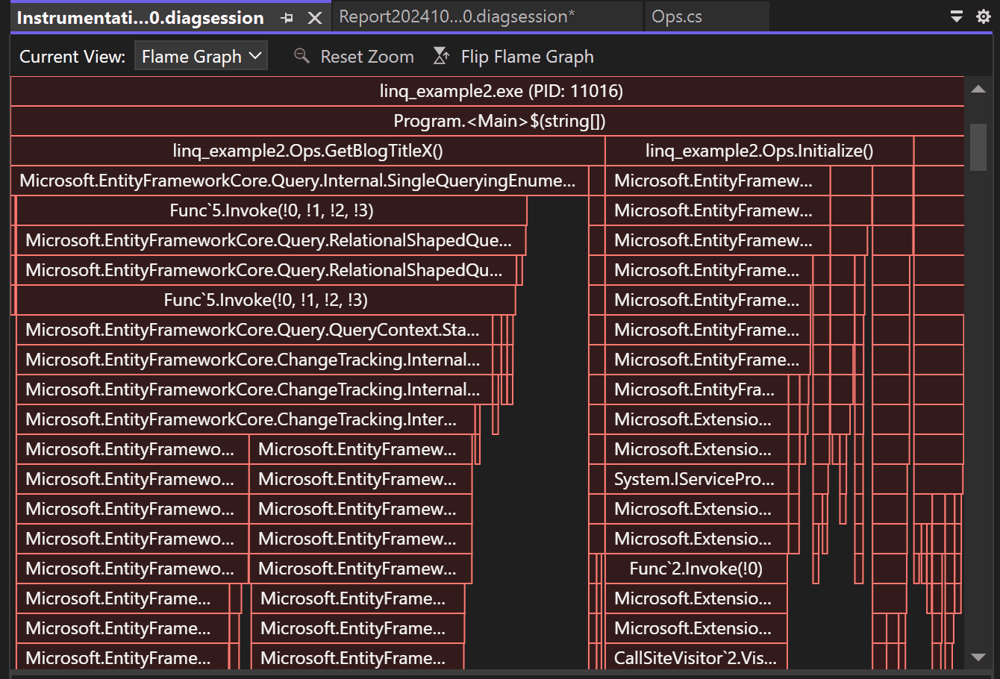 Instrumentati...0.diagsession Report202410...0.diagsession* Ops.cs
Current View: Flame Graph Reset Zoom Flip Flame Graph
linq_example2.exe (PID: 11016)
Program.<Main>$(string[])
linq_example2.Ops.GetBlogTitleX() linq_example2.Ops.Initialize()
Microsoft.EntityFrameworkCore.Query.Internal.SingleQueryingEnume... Microsoft.EntityFramew...
Func`5.Invoke(!0, !1, !2, !3) Microsoft.EntityFramew...
Microsoft.EntityFrameworkCore.Query.RelationalShapedQue... Microsoft.EntityFramew...
Microsoft.EntityFrameworkCore.Query.RelationalShapedQu... Microsoft.EntityFrame...
Func`5.Invoke(!0, !1, !2, !3) Microsoft.EntityFrame...
Microsoft.EntityFrameworkCore.Query.QueryContext.Sta... Microsoft.EntityFrame...
Microsoft.EntityFrameworkCore.ChangeTracking.Internal... Microsoft.EntityFrame...
Microsoft.EntityFrameworkCore.ChangeTracking.Internal... Microsoft.EntityFra...
Microsoft.EntityFrameworkCore.ChangeTracking.Inter... Microsoft.Extensio...
Microsoft.EntityFramewo... Microsoft.EntityFramew... Microsoft.Extensio...
Microsoft.EntityFramewo... Microsoft.EntityFramew... System.IServicePro...
Microsoft.EntityFramewo... Microsoft.EntityFramew... Microsoft.Extensio...
Microsoft.EntityFramewo... Microsoft.EntityFramew... Microsoft.Extensio...
Microsoft.EntityFramewo... Microsoft.EntityFramew... Func`2.Invoke(!0)
Microsoft.EntityFrame... Microsoft.EntityFrame... Microsoft.Extensio...
Microsoft.EntityFrame... Microsoft.EntityFrame... Microsoft.Extensio...
Microsoft.EntityFrame... Microsoft.EntityFrame... CallSiteVisitor`2.Vis...